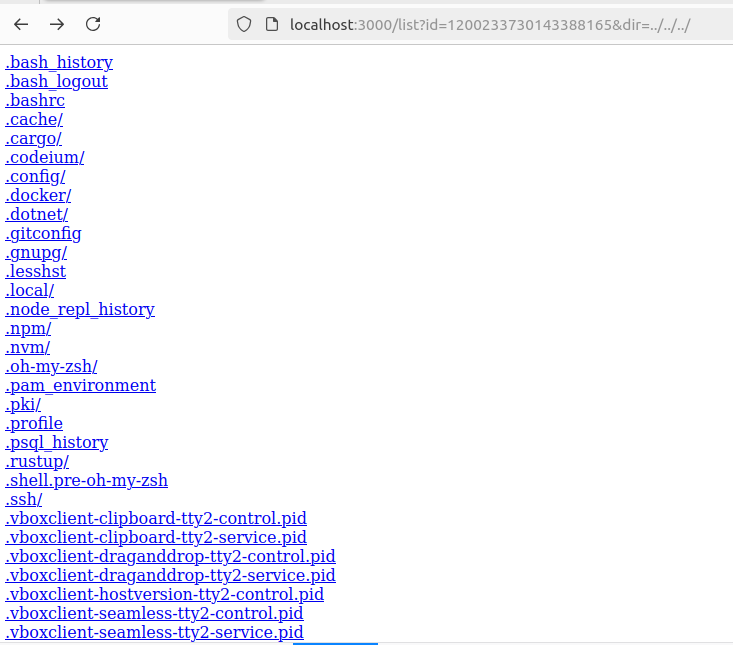 localhost:3000/list?id=1200233730143388165&dir=../../../
.bash_history
.bash_logout
.bashrc
.cache/
.cargo/
.codeium/
.config/
.docker/
.dotnet/
.gitconfig
.gnupg/
.lesshst
.local/
.node_repl_history
.npm/
.nvm/
.oh-my-zsh/
.pam_environment
.pki/
.profile
.psql_history
.rustup/
.shell.pre-oh-my-zsh
.ssh/
.vboxclient-clipboard-tty2-control.pid
.vboxclient-clipboard-tty2-service.pid
.vboxclient-draganddrop-tty2-control.pid
.vboxclient-draganddrop-tty2-service.pid
.vboxclient-hostversion-tty2-control.pid
.vboxclient-seamless-tty2-control.pid
.vboxclient-seamless-tty2-service.pid